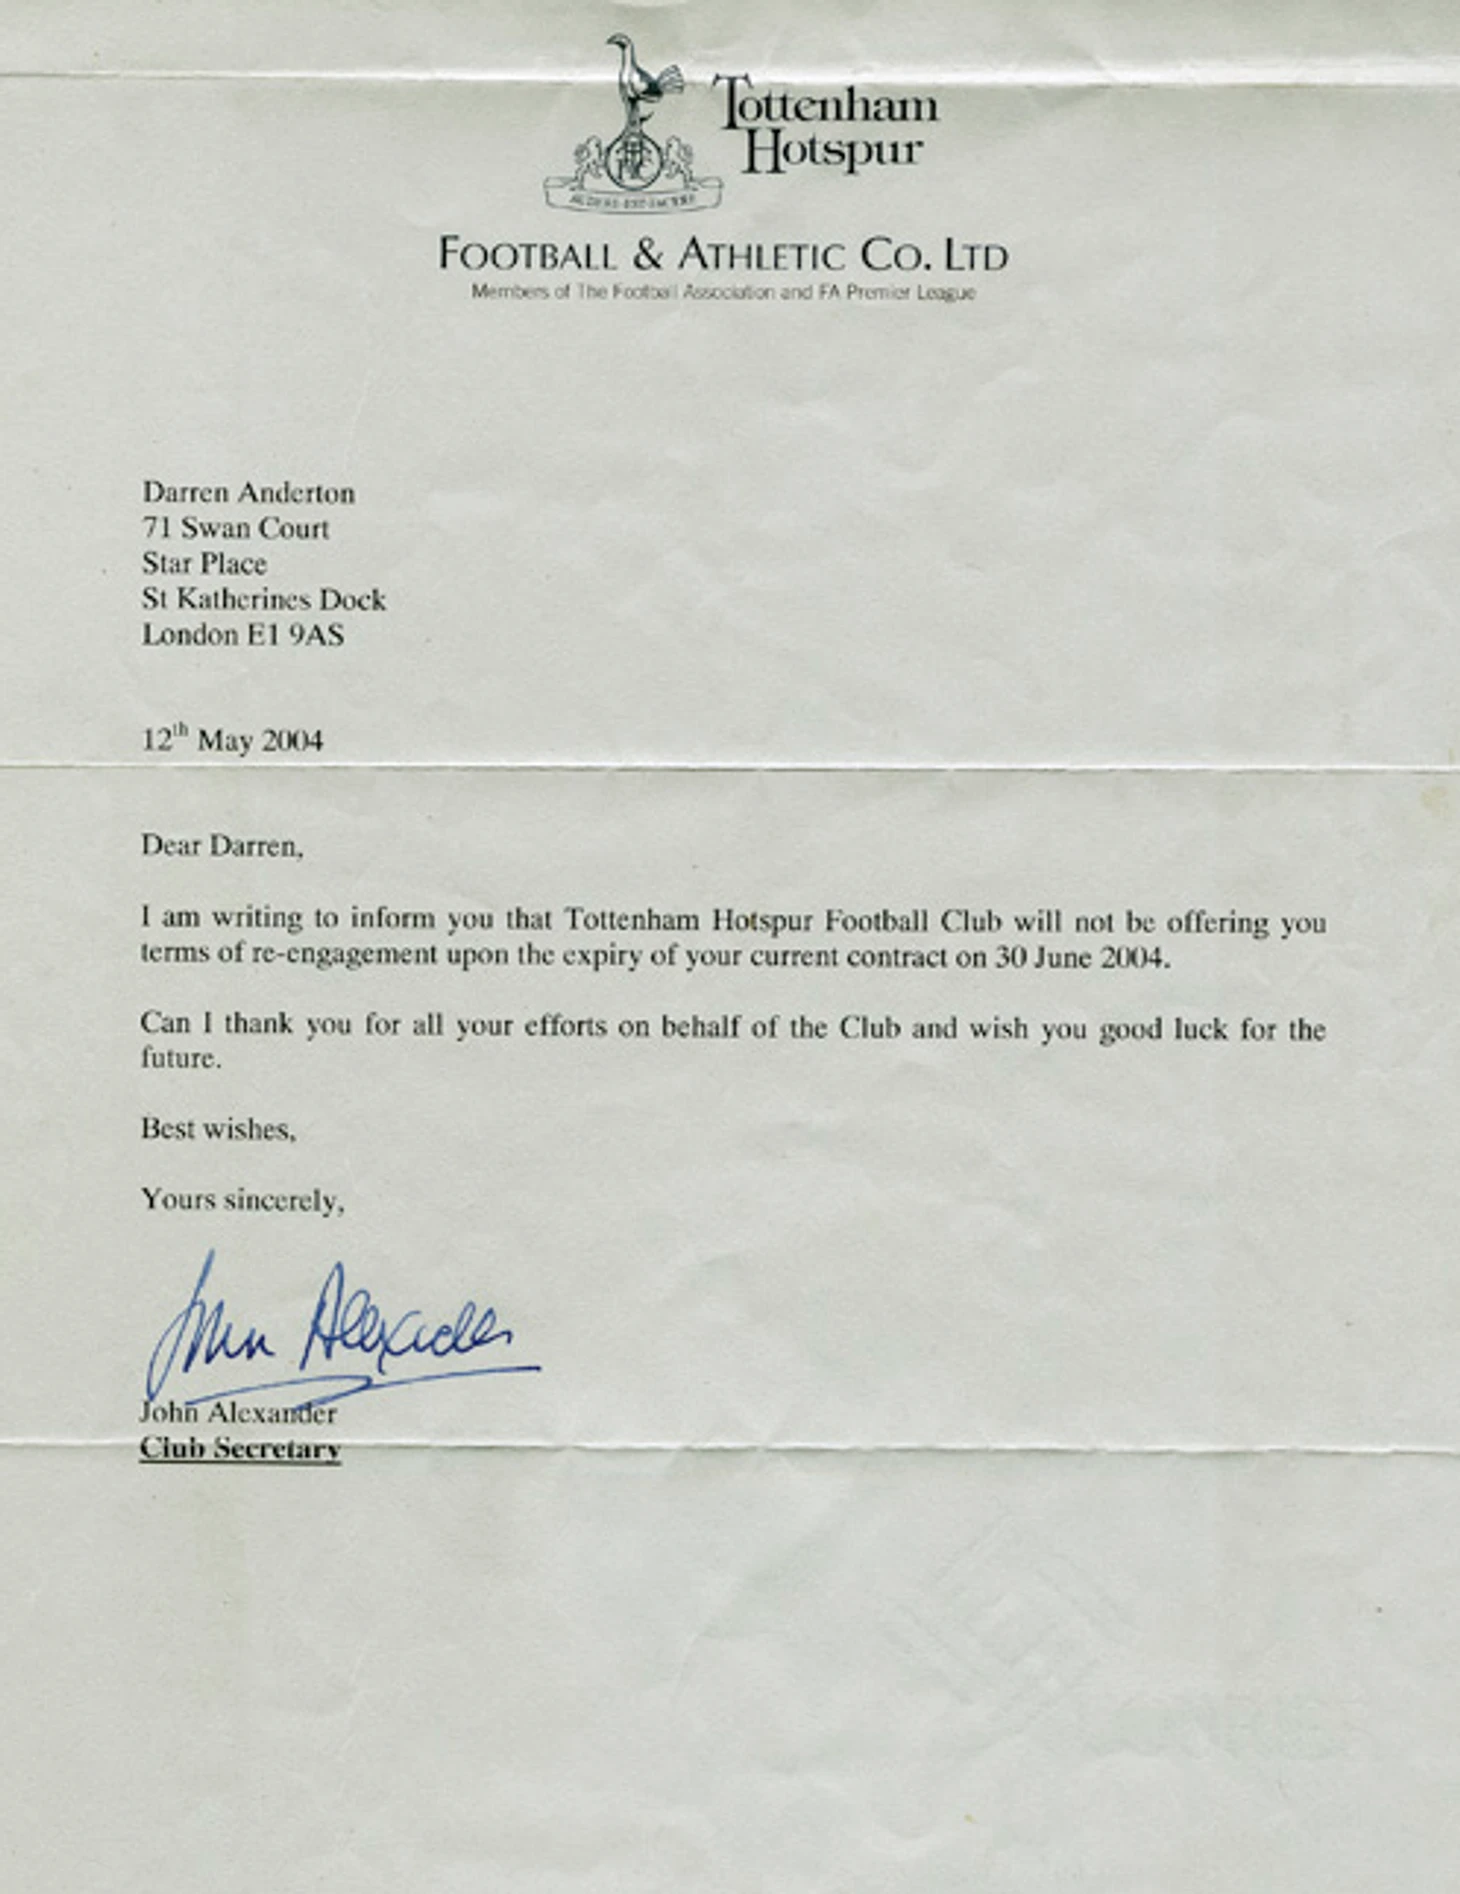 Tottenham
Hotspur
FOOTBALL & ATHLETIC CO. LTD
Members of The Football Association and FA Premier League
Darren Anderton
71 Swan Court
Star Place
St Katherines Dock
London E1 9AS
12th May 2004
Dear Darren,
I am writing to inform you that Tottenham Hotspur Football Club will not be offering you
terms of re-engagement upon the expiry of your current contract on 30 June 2004.
Can I thank you for all your efforts on behalf of the Club and wish you good luck for the
future.
Best wishes,
Yours sincerely,
John Alexander
John Alexander
Club Secretary